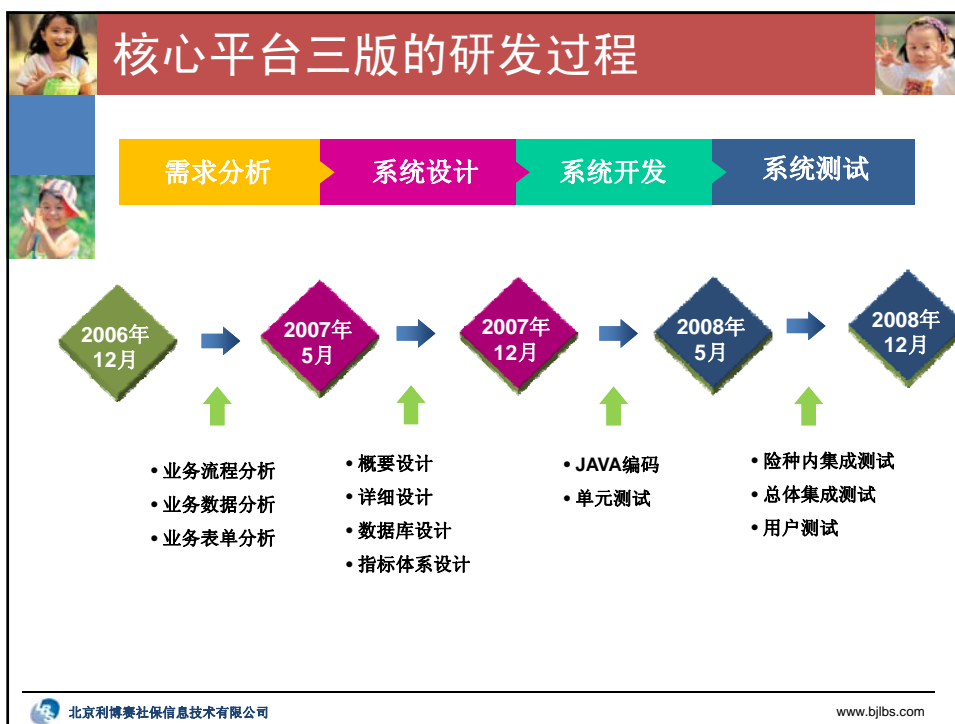 核心平台三版的研发过程
需求分析
系统设计
系统开发
系统测试
2006年
12月
2007年
5月
2007年
12月
2008年
5月
2008年
12月
• 业务流程分析
• 业务数据分析
• 业务表单分析
• 概要设计
• 详细设计
• 数据库设计
• 指标体系设计
• JAVA编码
• 单元测试
• 险种内集成测试
• 总体集成测试
• 用户测试
LBS 北京利博赛社保信息技术有限公司
www.bjlbs.com